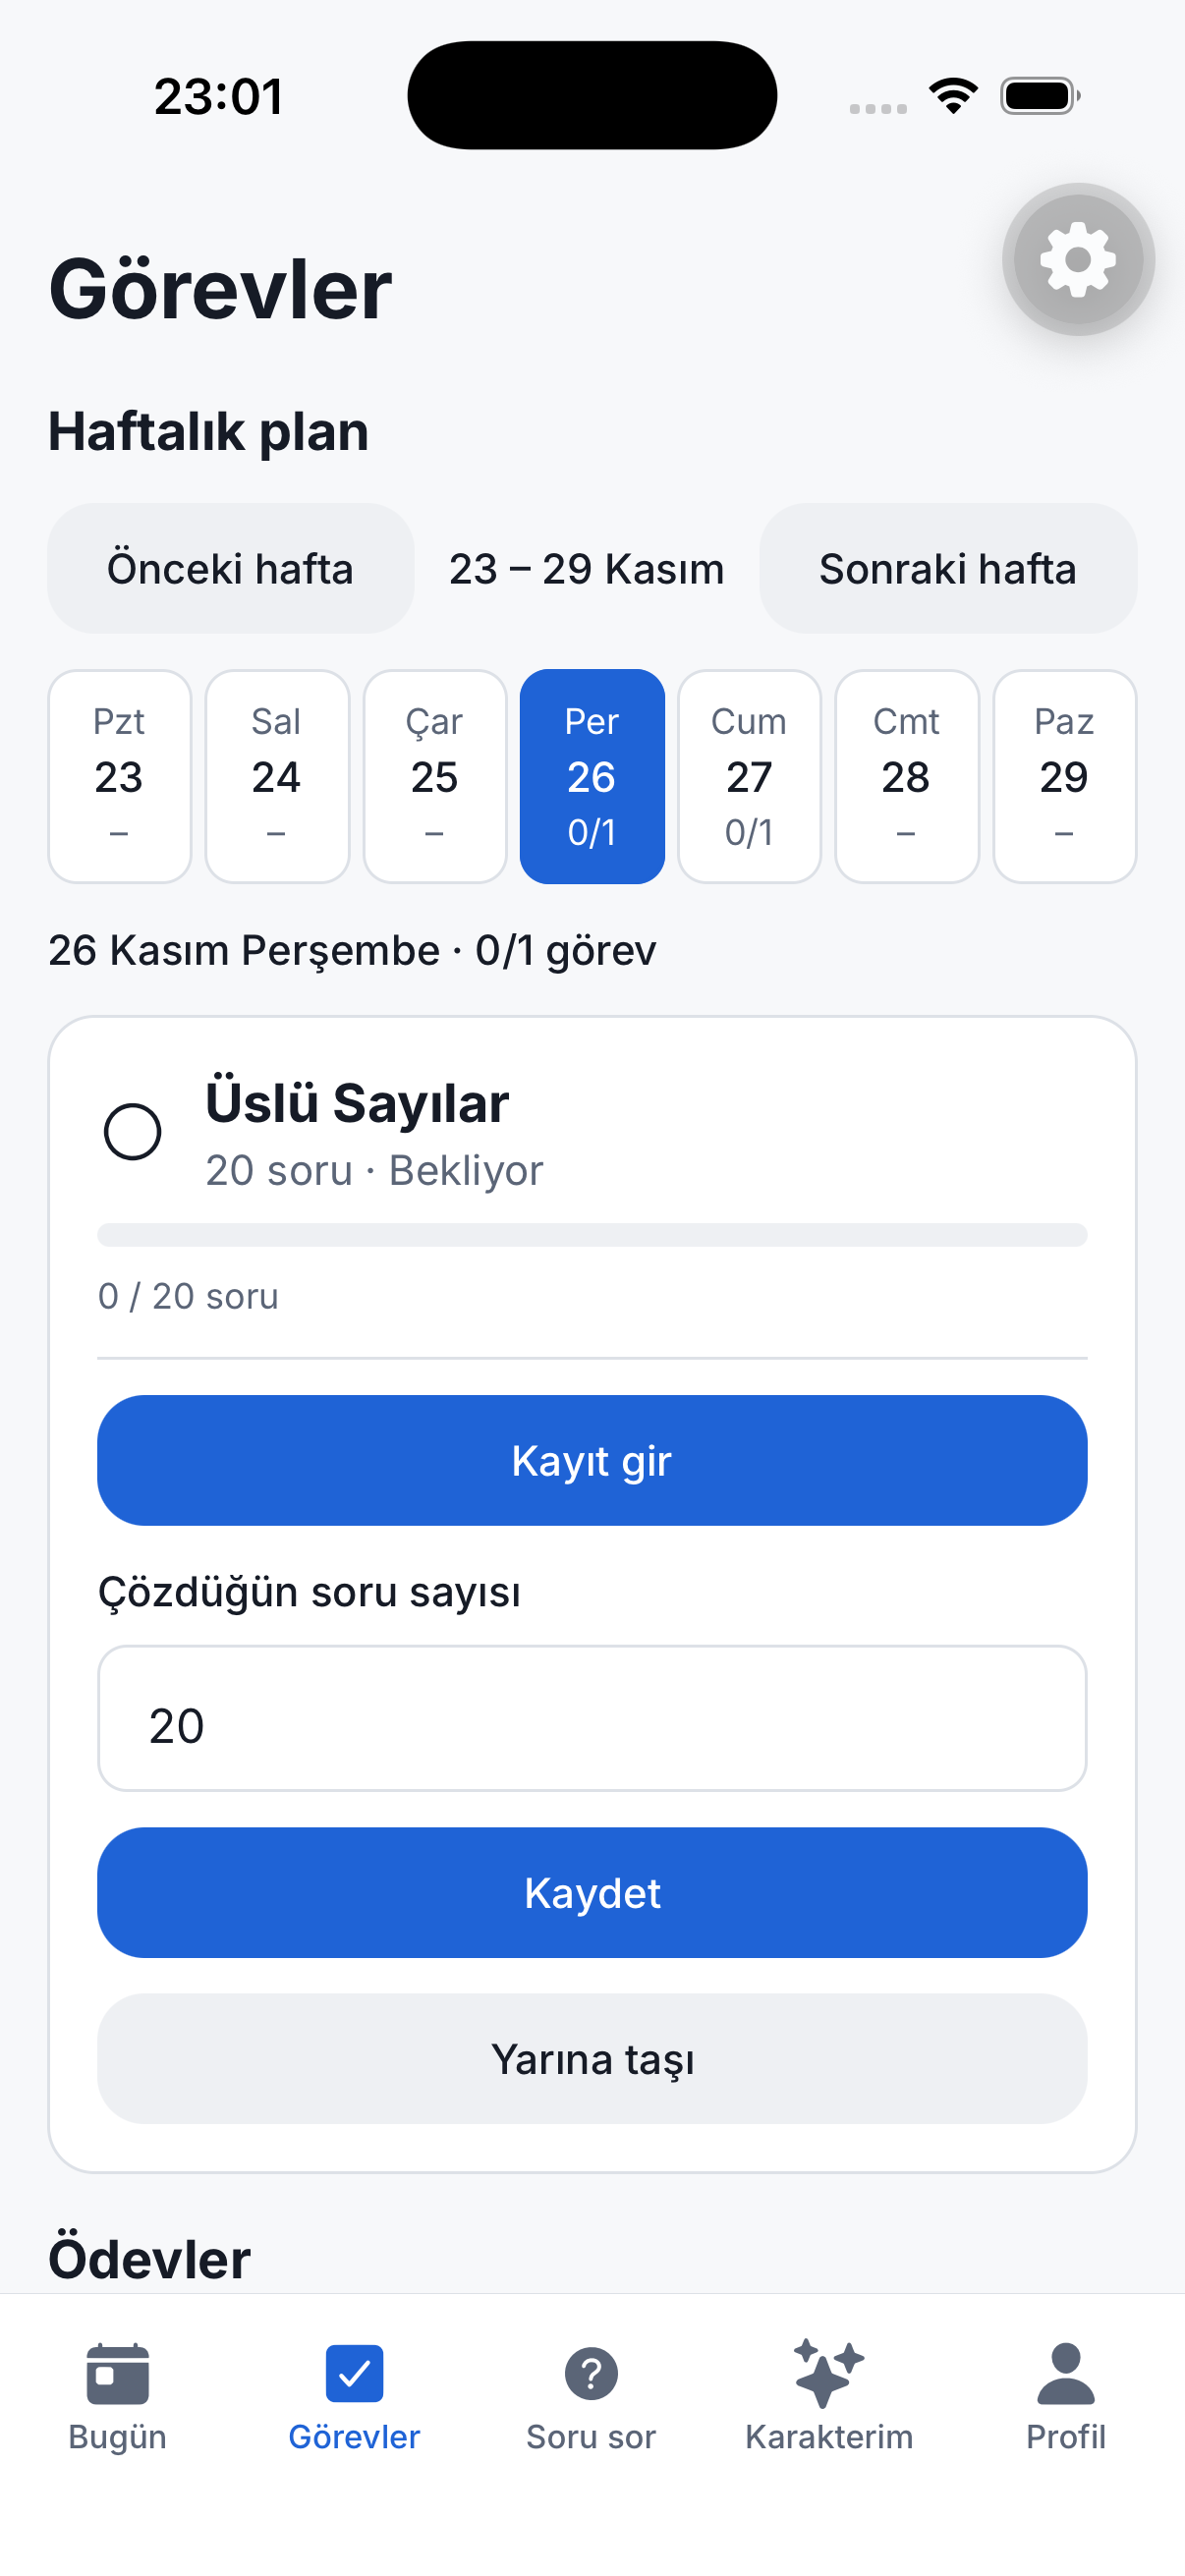 23:01
Görevler
Haftalık plan
Önceki hafta
23 – 29 Kasım
Sonraki hafta
Pzt Sal Çar Per Cum Cmt Paz
23 24 25 26 27 28 29
– – – 0/1 0/1 – –
26 Kasım Perşembe · 0/1 görev
Üslü Sayılar
20 soru · Bekliyor
0 / 20 soru
Kayıt gir
Çözdüğün soru sayısı
20
Kaydet
Yarına taşı
Ödevler
Bugün Görevler Soru sor Karakterim Profil